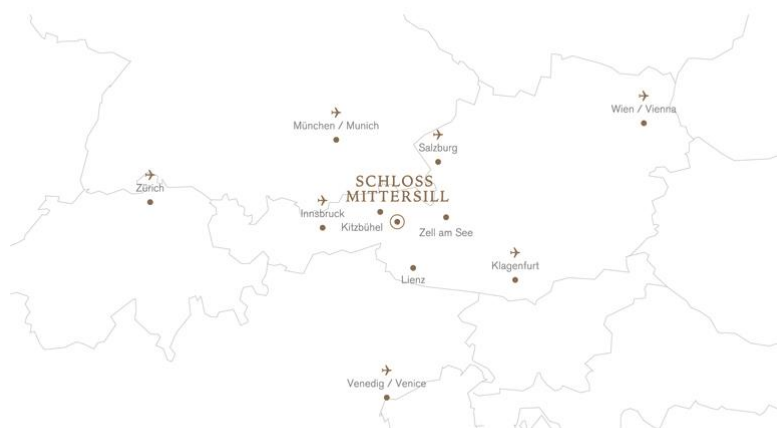 Wien / Vienna
München / Munich
Salzburg
SCHLOSS
MITTERSILL
Zürich
Innsbruck
Kitzbühel
Zell am See
Klagenfurt
Lienz
Venedig / Venice